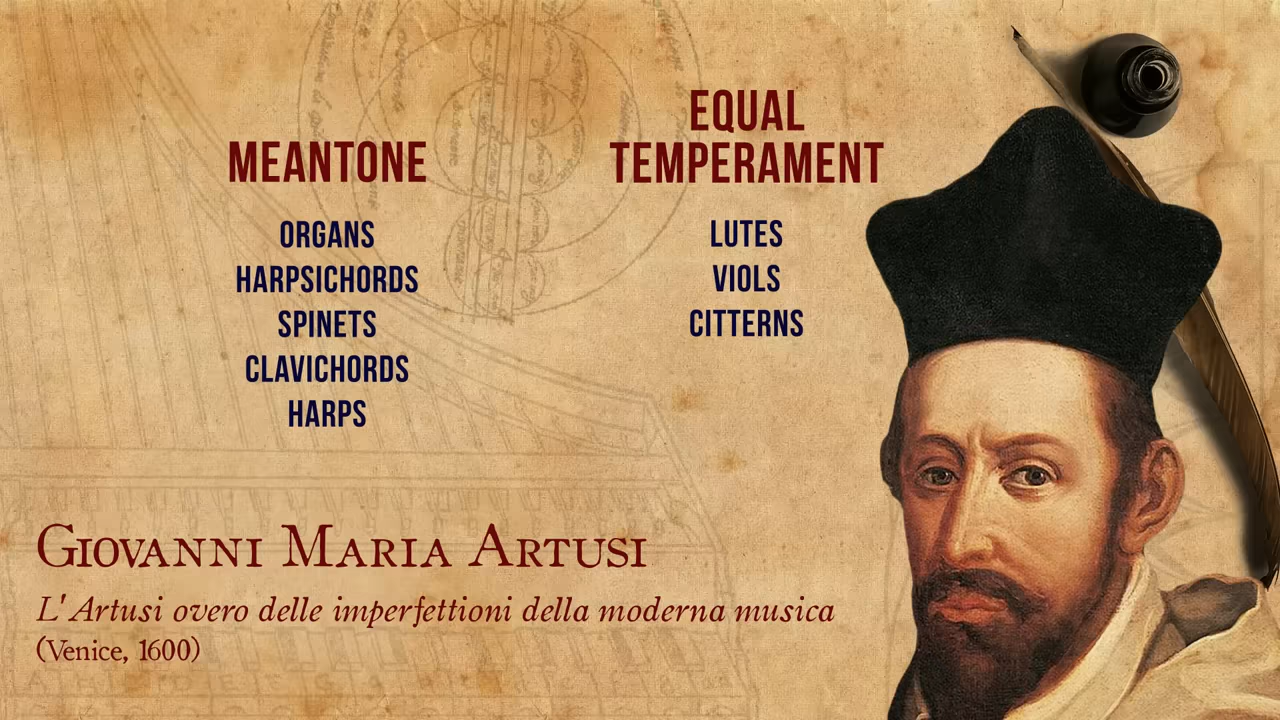 MEANTONE
ORGANS
HARPSICHORDS
SPINETS
CLAVICHORDS
HARPS
EQUAL
TEMPERAMENT
LUTES
VIOLS
CITTERNS
Giovanni Maria Artusi
L' Artusi overo delle imperfettioni della moderna musica
(Venice, 1600)